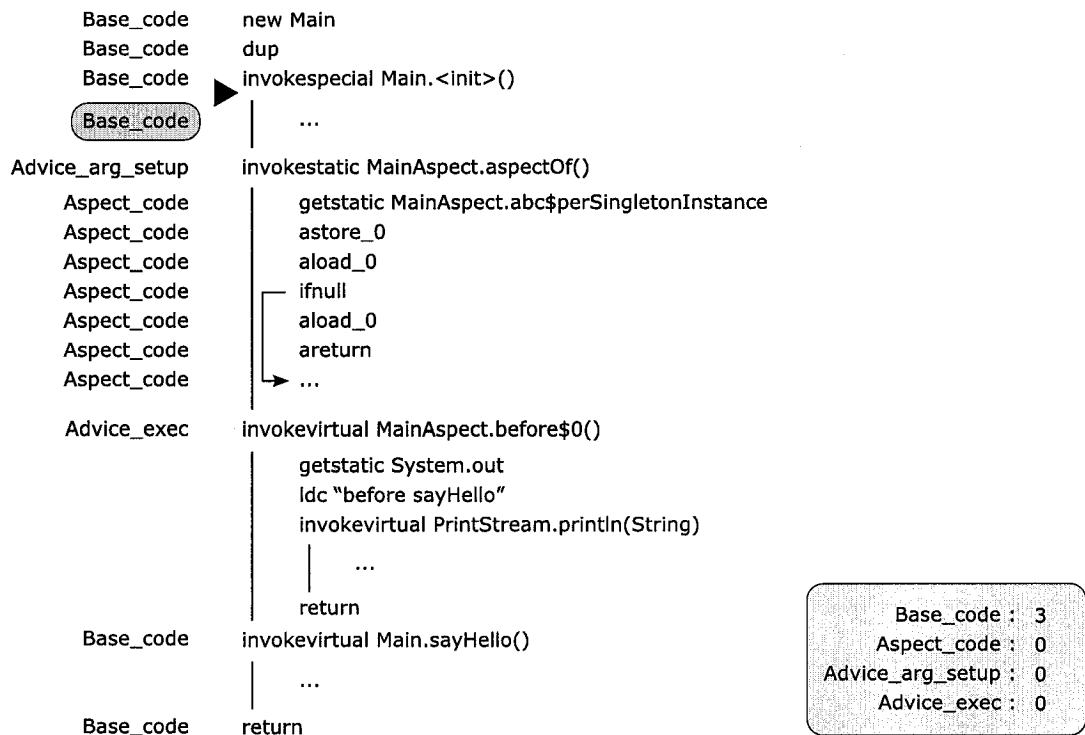 Base_code new Main
Base_code dup
Base_code invokespecial Main.<init>()
Base_code ...
Advice_arg_setup invokestatic MainAspect.aspectOf()
Aspect_code getstatic MainAspect.abc$perSingletonInstance
Aspect_code astore_0
Aspect_code aload_0
Aspect_code ifnull
Aspect_code aload_0
Aspect_code areturn
Aspect_code ...
Advice_exec invokevirtual MainAspect.before$0()
getstatic System.out
ldc “before sayHello”
invokevirtual PrintStream.println(String)
...
return
Base_code invokevirtual Main.sayHello()
...
Base_code return
Base_code : 3
Aspect_code : 0
Advice_arg_setup : 0
Advice_exec : 0